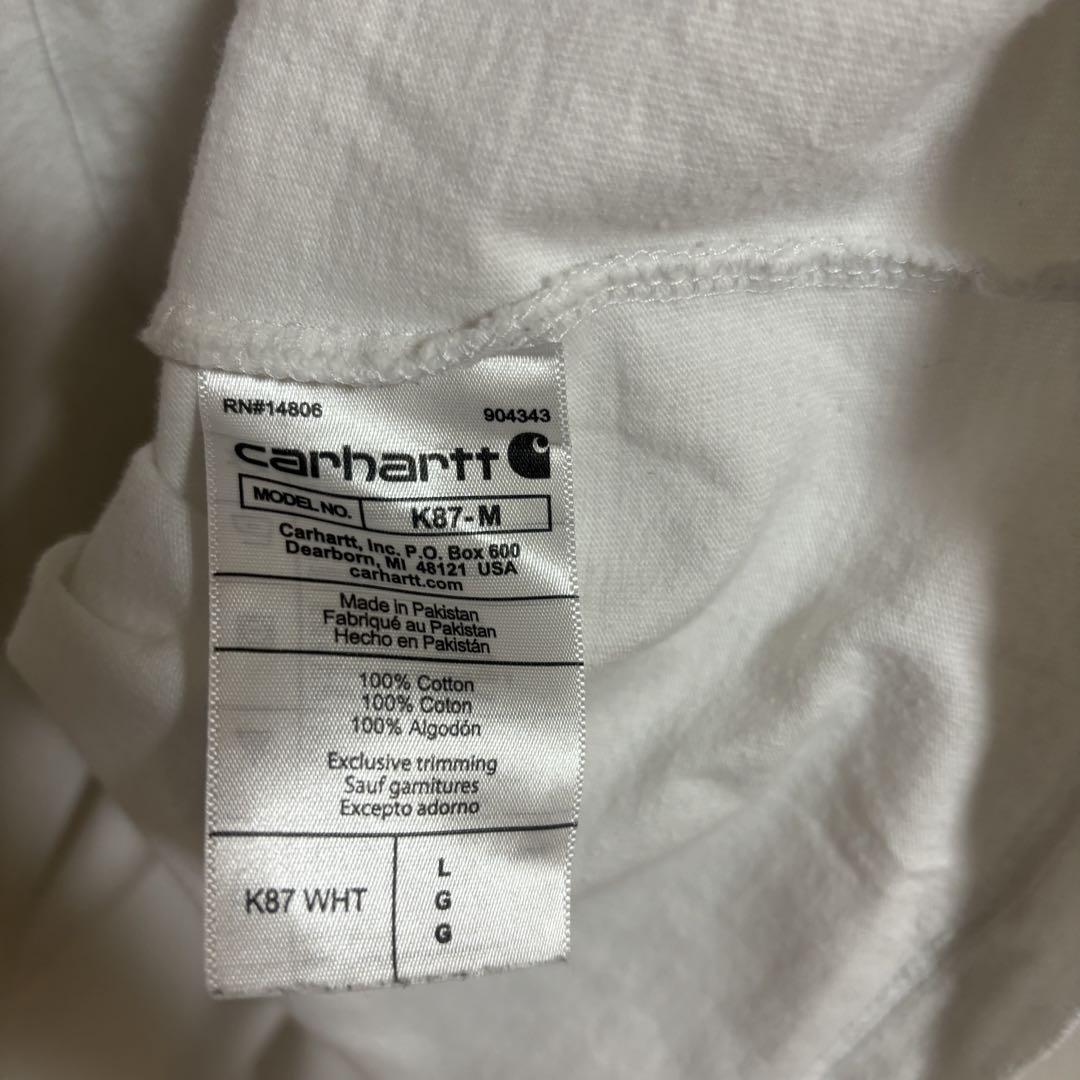 RN#14806 904343
carhartt
MODEL NO. K87-M
Carhartt, Inc. P.O. Box 600
Dearborn, MI 48121 USA
carhartt.com
Made in Pakistan
Fabriqué au Pakistan
Hecho en Pakistán
100% Cotton
100% Coton
100% Algodón
Exclusive trimming
Sauf garnitures
Excepto adorno
K87 WHT
L
G
G